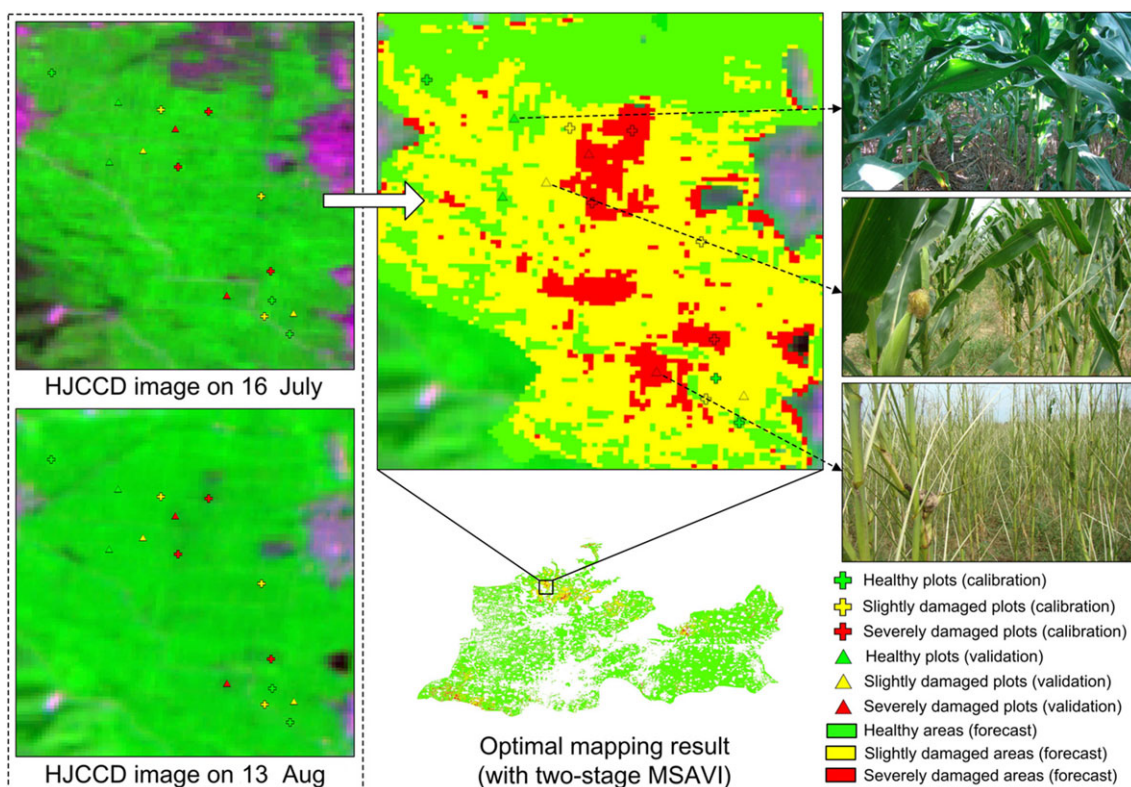 HJCCD image on 16 July
HJCCD image on 13 Aug
Optimal mapping result
(with two-stage MSAVI)
Healthy plots (calibration)
Slightly damaged plots (calibration)
Severely damaged plots (calibration)
Healthy plots (validation)
Slightly damaged plots (validation)
Severely damaged plots (validation)
Healthy areas (forecast)
Slightly damaged areas (forecast)
Severely damaged areas (forecast)